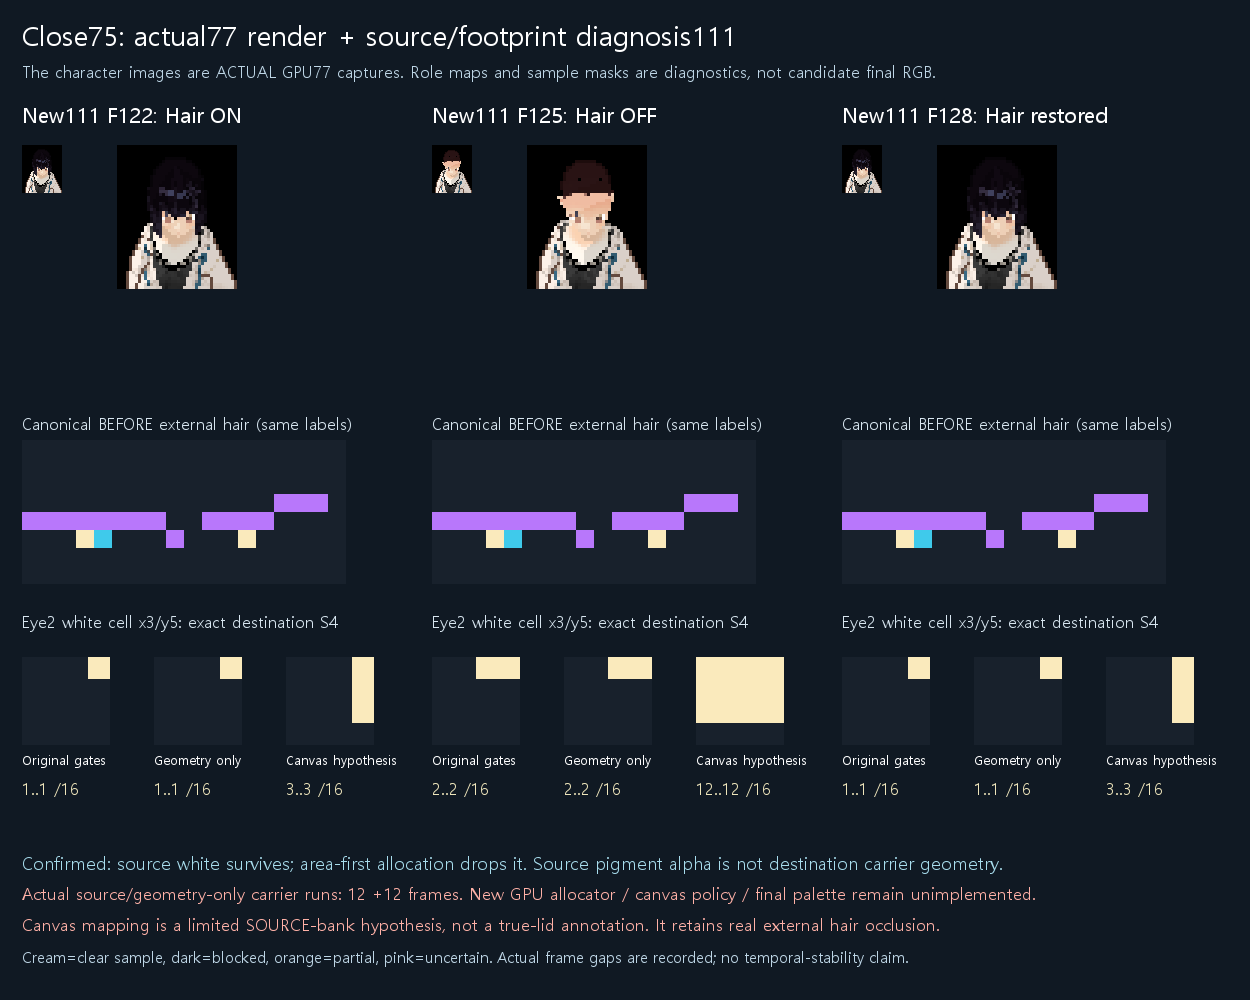 Close75: actual77 render + source/footprint diagnosis111
The character images are ACTUAL GPU77 captures. Role maps and sample masks are diagnostics, not candidate final RGB.
New111 F122: Hair ON
New111 F125: Hair OFF
New111 F128: Hair restored
Canonical BEFORE external hair (same labels)
Canonical BEFORE external hair (same labels)
Canonical BEFORE external hair (same labels)
Eye2 white cell x3/y5: exact destination S4
Eye2 white cell x3/y5: exact destination S4
Eye2 white cell x3/y5: exact destination S4
Original gates
Geometry only
Canvas hypothesis
Original gates
Geometry only
Canvas hypothesis
Original gates
Geometry only
Canvas hypothesis
1..1 /16
1..1 /16
3..3 /16
2..2 /16
2..2 /16
12..12 /16
1..1 /16
1..1 /16
3..3 /16
Confirmed: source white survives; area-first allocation drops it. Source pigment alpha is not destination carrier geometry.
Actual source/geometry-only carrier runs: 12 +12 frames. New GPU allocator / canvas policy / final palette remain unimplemented.
Canvas mapping is a limited SOURCE-bank hypothesis, not a true-lid annotation. It retains real external hair occlusion.
Cream=clear sample, dark=blocked, orange=partial, pink=uncertain. Actual frame gaps are recorded; no temporal-stability claim.